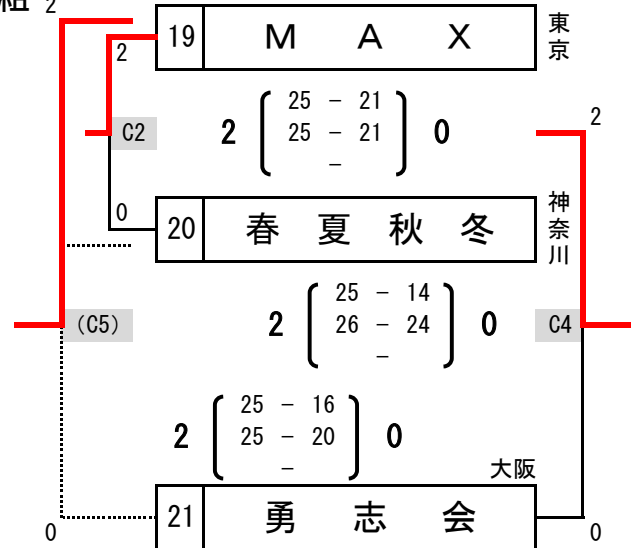 組 2
19 MAX 東京
2
C2 2 25 － 21 0 2
25 － 21
－
0
20 春夏秋冬 神奈川
25 － 14
(C5) 2 26 － 24 0 C4
－
25 － 16
2 25 － 20 0
－ 大阪
21 勇志会
0 0